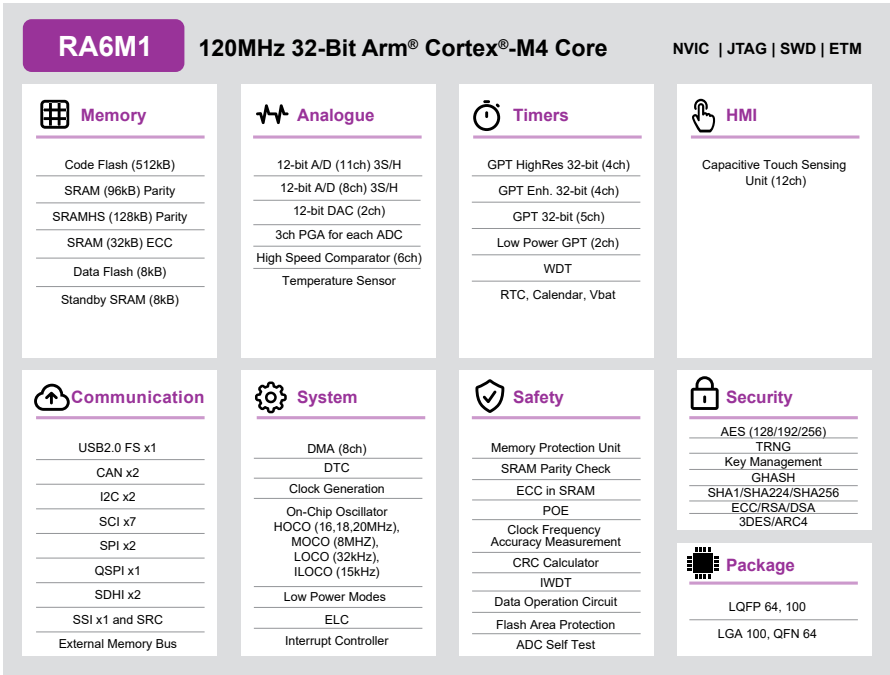 RA6M1
120MHz 32-Bit Arm® Cortex®-M4 Core
NVIC | JTAG | SWD | ETM
Memory
Code Flash (512kB)
SRAM (96kB) Parity
SRAMHS (128kB) Parity
SRAM (32kB) ECC
Data Flash (8kB)
Standby SRAM (8kB)
Analogue
12-bit A/D (11ch) 3S/H
12-bit A/D (8ch) 3S/H
12-bit DAC (2ch)
3ch PGA for each ADC
High Speed Comparator (6ch)
Temperature Sensor
Timers
GPT HighRes 32-bit (4ch)
GPT Enh. 32-bit (4ch)
GPT 32-bit (5ch)
Low Power GPT (2ch)
WDT
RTC, Calendar, Vbat
HMI
Capacitive Touch Sensing
Unit (12ch)
Communication
USB2.0 FS x1
CAN x2
I2C x2
SCI x7
SPI x2
QSPI x1
SDHI x2
SSI x1 and SRC
External Memory Bus
System
DMA (8ch)
DTC
Clock Generation
On-Chip Oscillator
HOCO (16,18,20MHz),
MOCO (8MHZ),
LOCO (32kHz),
ILOCO (15kHz)
Low Power Modes
ELC
Interrupt Controller
Safety
Memory Protection Unit
SRAM Parity Check
ECC in SRAM
POE
Clock Frequency
Accuracy Measurement
CRC Calculator
IWDT
Data Operation Circuit
Flash Area Protection
ADC Self Test
Security
AES (128/192/256)
TRNG
Key Management
GHASH
SHA1/SHA224/SHA256
ECC/RSA/DSA
3DES/ARC4
Package
LQFP 64, 100
LGA 100, QFN 64